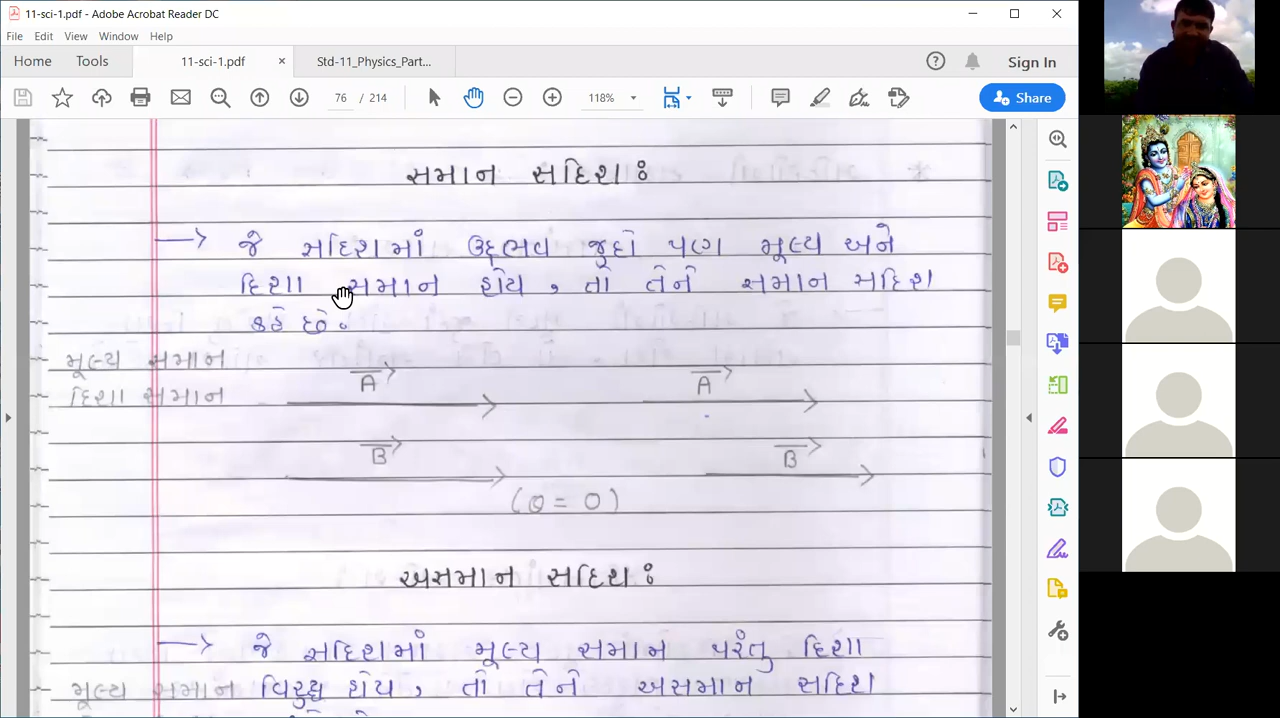 11-sci-1.pdf - Adobe Acrobat Reader DC
File Edit View Window Help
Home Tools 11-sci-1.pdf × Std-11_Physics_Part... Sign In
76 / 214 118% Share
સમાન સદિશ :
→ જે સદિશમાં ઉદ્દભવ જુદો પણ મૂલ્ય અને
દિશા સમાન હોય , તો તેને સમાન સદિશ
કહે છે.
મૂલ્ય સમાન
દિશા સમાન
A A
B B
(θ = 0)
અસમાન સદિશ :
→ જે સદિશમાં મૂલ્ય સમાન પરંતુ દિશા
મૂલ્ય સમાન વિરુદ્ધ હોય , તો તેને અસમાન સદિશ